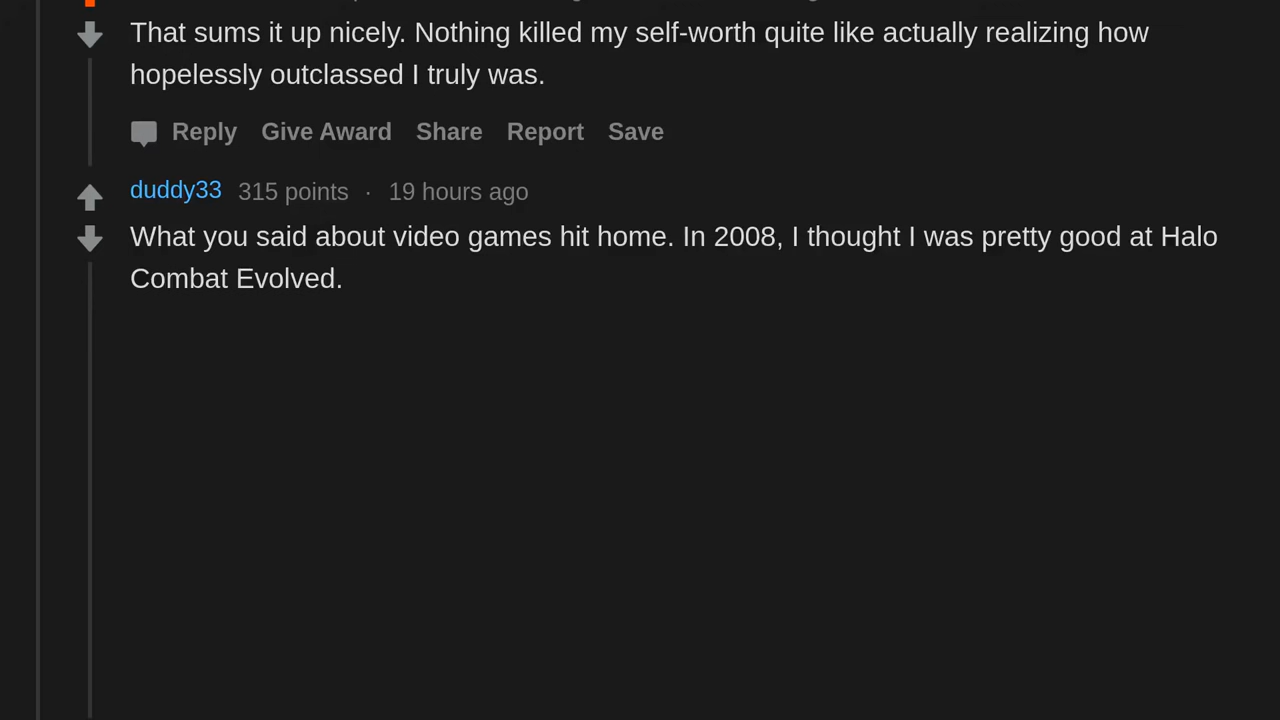 That sums it up nicely. Nothing killed my self-worth quite like actually realizing how
hopelessly outclassed I truly was.
Reply Give Award Share Report Save
duddy33 315 points · 19 hours ago
What you said about video games hit home. In 2008, I thought I was pretty good at Halo
Combat Evolved.